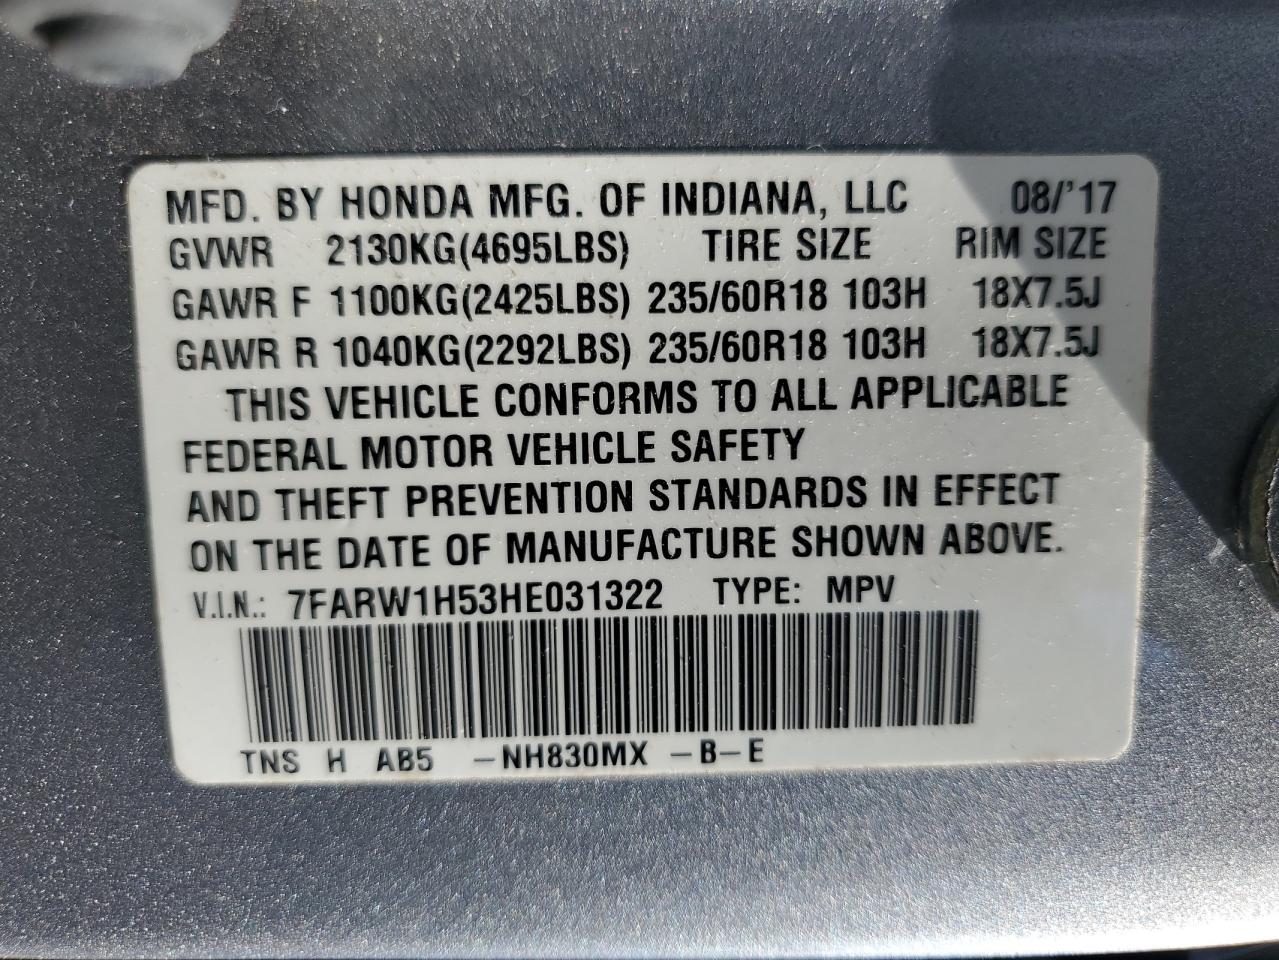 MFD. BY HONDA MFG. OF INDIANA, LLC 08/'17
GVWR 2130KG(4695LBS) TIRE SIZE RIM SIZE
GAWR F 1100KG(2425LBS) 235/60R18 103H 18X7.5J
GAWR R 1040KG(2292LBS) 235/60R18 103H 18X7.5J
THIS VEHICLE CONFORMS TO ALL APPLICABLE
FEDERAL MOTOR VEHICLE SAFETY
AND THEFT PREVENTION STANDARDS IN EFFECT
ON THE DATE OF MANUFACTURE SHOWN ABOVE.
V.I.N.: 7FARW1H53HE031322 TYPE: MPV
TNS H AB5 -NH830MX -B-E